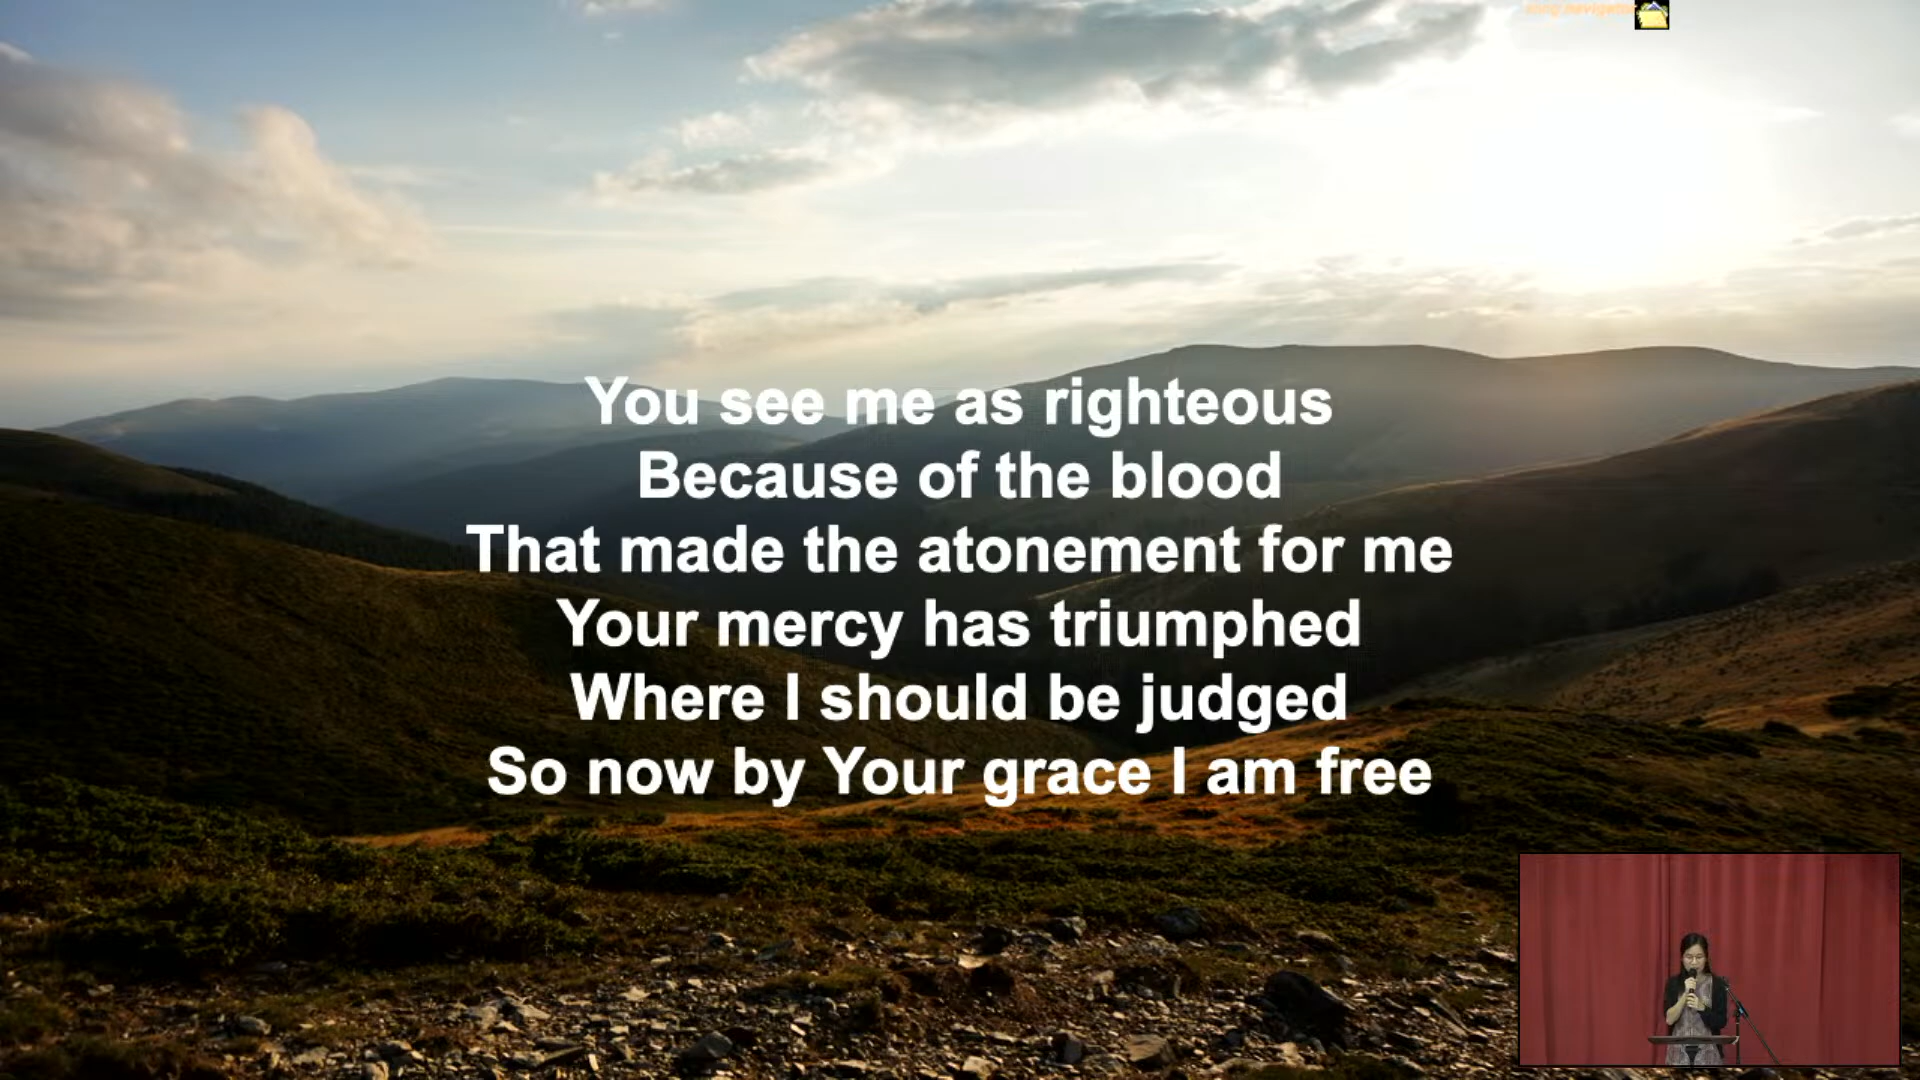 You see me as righteous
Because of the blood
That made the atonement for me
Your mercy has triumphed
Where I should be judged
So now by Your grace I am free